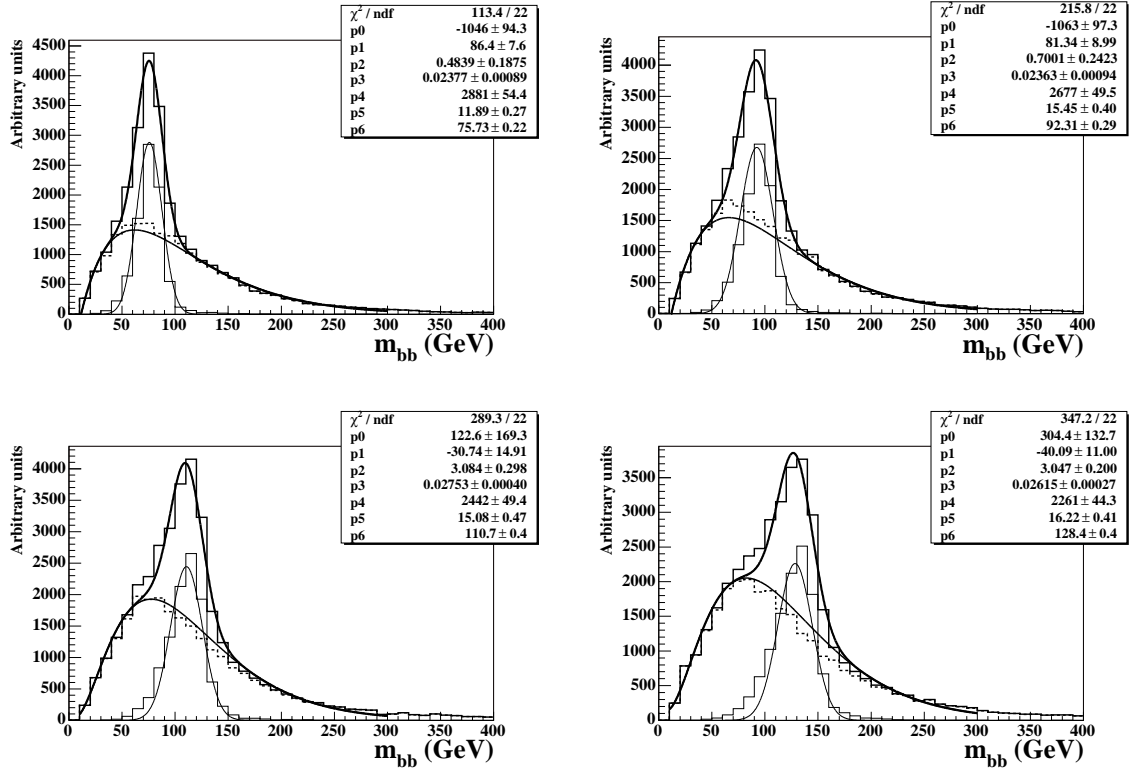 χ² / ndf 113.4 / 22
p0 -1046 ± 94.3
p1 86.4 ± 7.6
p2 0.4839 ± 0.1875
p3 0.02377 ± 0.00089
p4 2881 ± 54.4
p5 11.89 ± 0.27
p6 75.73 ± 0.22
Arbitrary units
4500
4000
3500
3000
2500
2000
1500
1000
500
0
0 50 100 150 200 250 300 350 400
m_bb (GeV)
χ² / ndf 215.8 / 22
p0 -1063 ± 97.3
p1 81.34 ± 8.99
p2 0.7001 ± 0.2423
p3 0.02363 ± 0.00094
p4 2677 ± 49.5
p5 15.45 ± 0.40
p6 92.31 ± 0.29
Arbitrary units
4000
3500
3000
2500
2000
1500
1000
500
0
0 50 100 150 200 250 300 350 400
m_bb (GeV)
χ² / ndf 289.3 / 22
p0 122.6 ± 169.3
p1 -30.74 ± 14.91
p2 3.084 ± 0.298
p3 0.02753 ± 0.00040
p4 2442 ± 49.4
p5 15.08 ± 0.47
p6 110.7 ± 0.4
Arbitrary units
4000
3500
3000
2500
2000
1500
1000
500
0
0 50 100 150 200 250 300 350 400
m_bb (GeV)
χ² / ndf 347.2 / 22
p0 304.4 ± 132.7
p1 -40.09 ± 11.00
p2 3.047 ± 0.200
p3 0.02615 ± 0.00027
p4 2261 ± 44.3
p5 16.22 ± 0.41
p6 128.4 ± 0.4
Arbitrary units
3500
3000
2500
2000
1500
1000
500
0
0 50 100 150 200 250 300 350 400
m_bb (GeV)